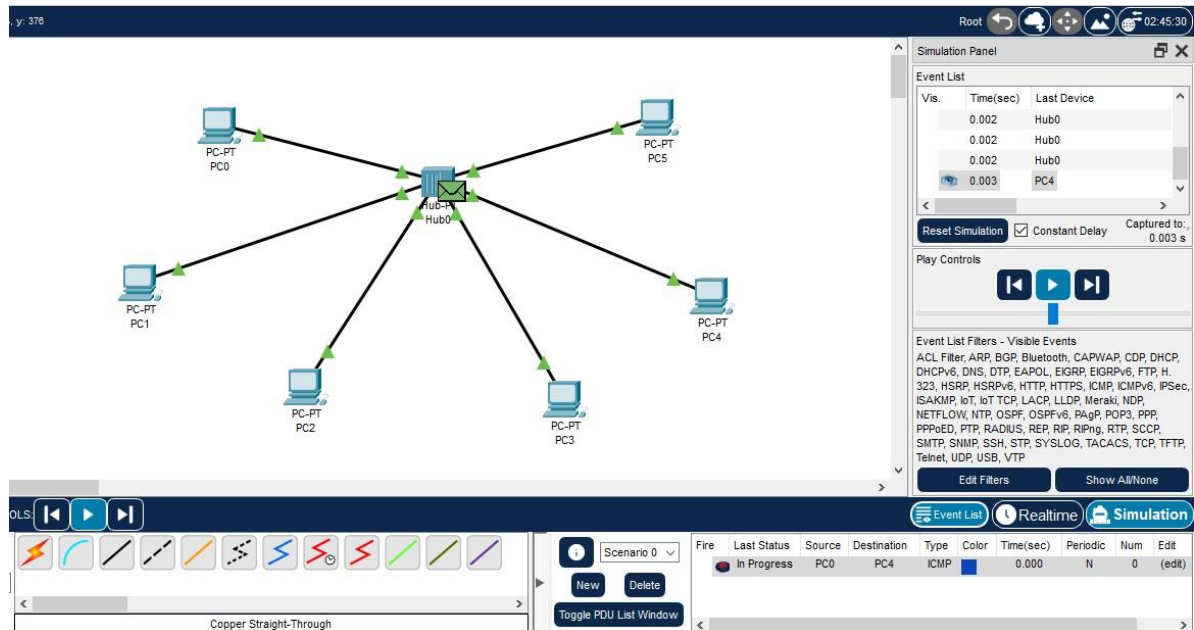 , y: 376
Root
02:45:30
Simulation Panel
Event List
Vis. Time(sec) Last Device
0.002 Hub0
0.002 Hub0
0.002 Hub0
0.003 PC4
Reset Simulation Constant Delay Captured to:
0.003 s
Play Controls
Event List Filters - Visible Events
ACL Filter, ARP, BGP, Bluetooth, CAPWAP, CDP, DHCP,
DHCPv6, DNS, DTP, EAPOL, EIGRP, EIGRPv6, FTP, H.
323, HSRP, HSRPv6, HTTP, HTTPS, ICMP, ICMPv6, IPSec,
ISAKMP, IoT, IoT TCP, LACP, LLDP, Meraki, NDP,
NETFLOW, NTP, OSPF, OSPFv6, PAgP, POP3, PPP,
PPPoED, PTP, RADIUS, REP, RIP, RIPng, RTP, SCCP,
SMTP, SNMP, SSH, STP, SYSLOG, TACACS, TCP, TFTP,
Telnet, UDP, USB, VTP
Edit Filters Show All/None
PC-PT
PC0
PC-PT
PC5
Hub-PT
Hub0
PC-PT
PC1
PC-PT
PC4
PC-PT
PC2
PC-PT
PC3
OLS:
Event List Realtime Simulation
Scenario 0
New Delete
Toggle PDU List Window
Fire Last Status Source Destination Type Color Time(sec) Periodic Num Edit
In Progress PC0 PC4 ICMP 0.000 N 0 (edit)
Copper Straight-Through